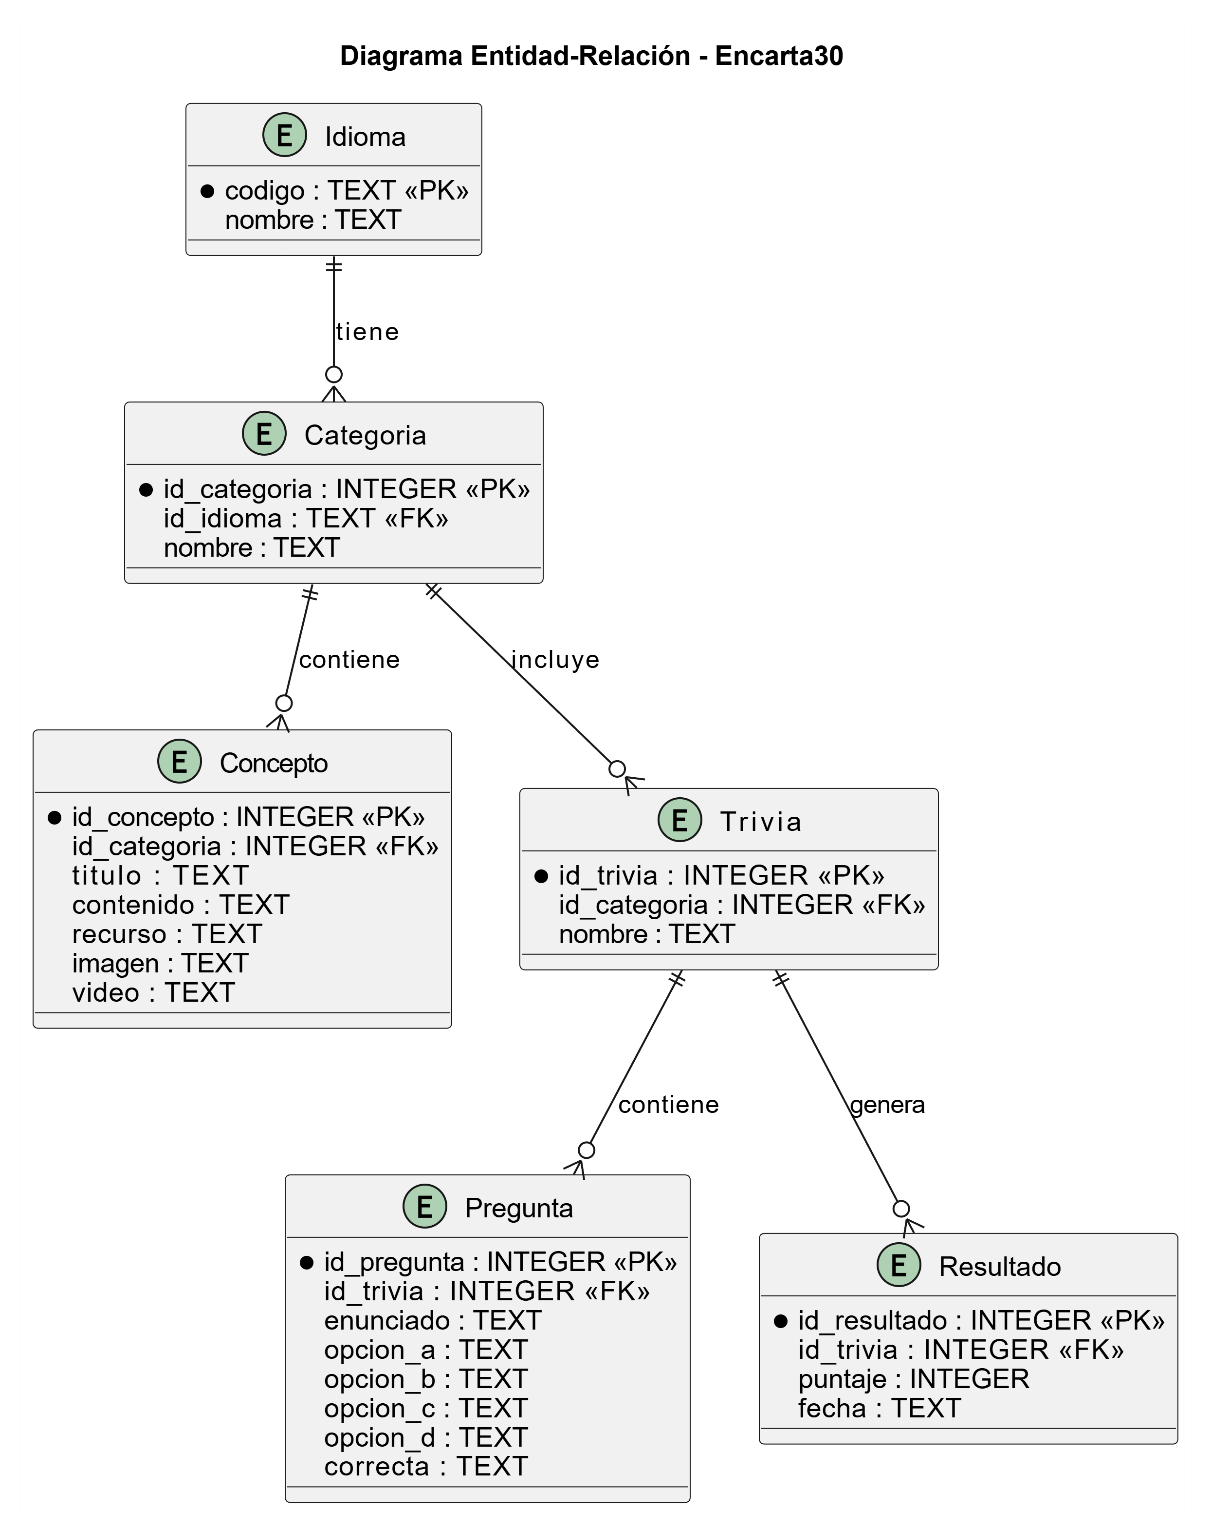 Diagrama Entidad-Relación - Encarta30
E Idioma
codigo : TEXT «PK»
nombre : TEXT
tiene
E Categoria
id_categoria : INTEGER «PK»
id_idioma : TEXT «FK»
nombre : TEXT
contiene
incluye
E Concepto
id_concepto : INTEGER «PK»
id_categoria : INTEGER «FK»
titulo : TEXT
contenido : TEXT
recurso : TEXT
imagen : TEXT
video : TEXT
E Trivia
id_trivia : INTEGER «PK»
id_categoria : INTEGER «FK»
nombre : TEXT
contiene
genera
E Pregunta
id_pregunta : INTEGER «PK»
id_trivia : INTEGER «FK»
enunciado : TEXT
opcion_a : TEXT
opcion_b : TEXT
opcion_c : TEXT
opcion_d : TEXT
correcta : TEXT
E Resultado
id_resultado : INTEGER «PK»
id_trivia : INTEGER «FK»
puntaje : INTEGER
fecha : TEXT